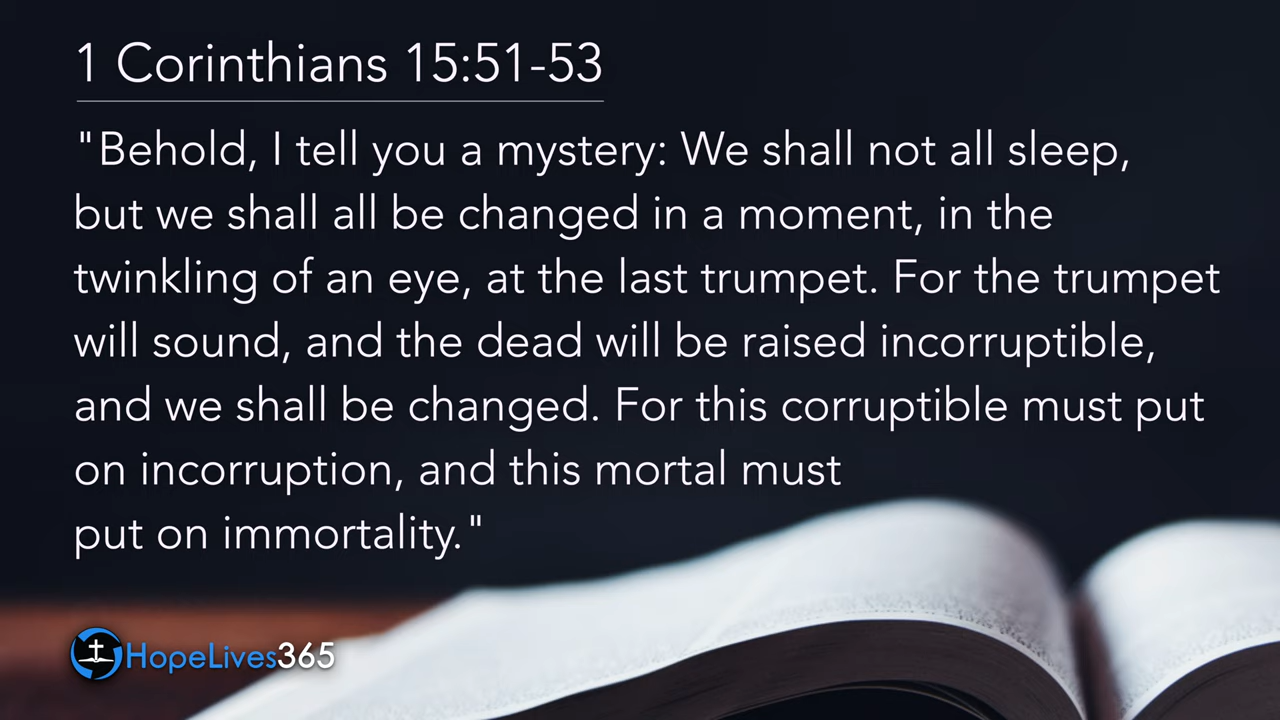 1 Corinthians 15:51-53
"Behold, I tell you a mystery: We shall not all sleep,
but we shall all be changed in a moment, in the
twinkling of an eye, at the last trumpet. For the trumpet
will sound, and the dead will be raised incorruptible,
and we shall be changed. For this corruptible must put
on incorruption, and this mortal must
put on immortality."
HopeLives365